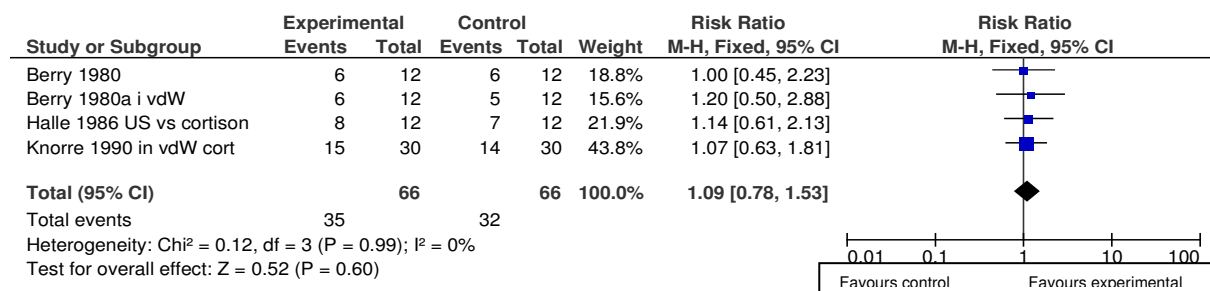 Experimental Control Risk Ratio Risk Ratio
Study or Subgroup Events Total Events Total Weight M-H, Fixed, 95% CI M-H, Fixed, 95% CI
Berry 1980 6 12 6 12 18.8% 1.00 [0.45, 2.23]
Berry 1980a i vdW 6 12 5 12 15.6% 1.20 [0.50, 2.88]
Halle 1986 US vs cortison 8 12 7 12 21.9% 1.14 [0.61, 2.13]
Knorre 1990 in vdW cort 15 30 14 30 43.8% 1.07 [0.63, 1.81]
Total (95% CI) 66 66 100.0% 1.09 [0.78, 1.53]
Total events 35 32
Heterogeneity: Chi² = 0.12, df = 3 (P = 0.99); I² = 0%
Test for overall effect: Z = 0.52 (P = 0.60)
0.01 0.1 1 10 100
Favours control Favours experimental